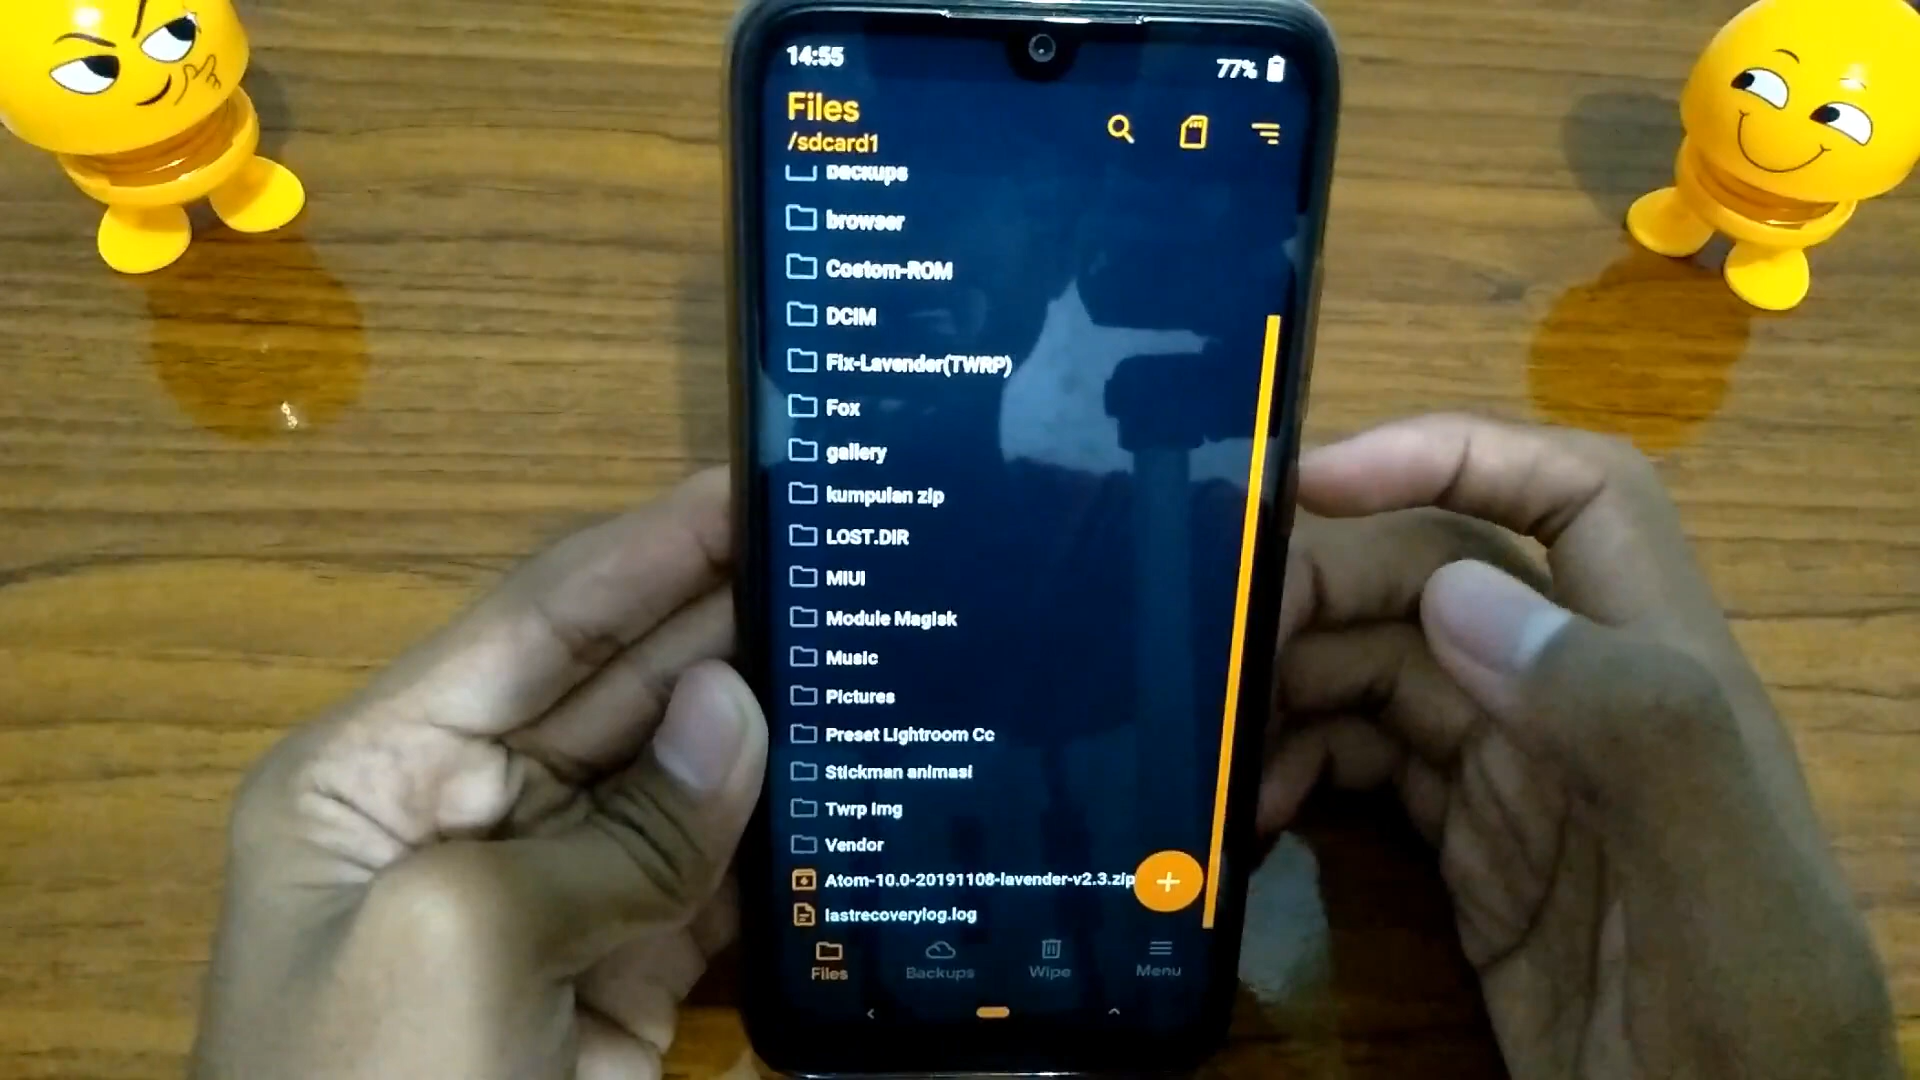 14:55
77%
Files
/sdcard1
backups
browser
Costom-ROM
DCIM
Fix-Lavender(TWRP)
Fox
gallery
kumpulan zip
LOST.DIR
MIUI
Module Magisk
Music
Pictures
Preset Lightroom Cc
Stickman animasi
Twrp img
Vendor
Atom-10.0-20191108-lavender-v2.3.zip
lastrecoverylog.log
Files
Backups
Wipe
Menu